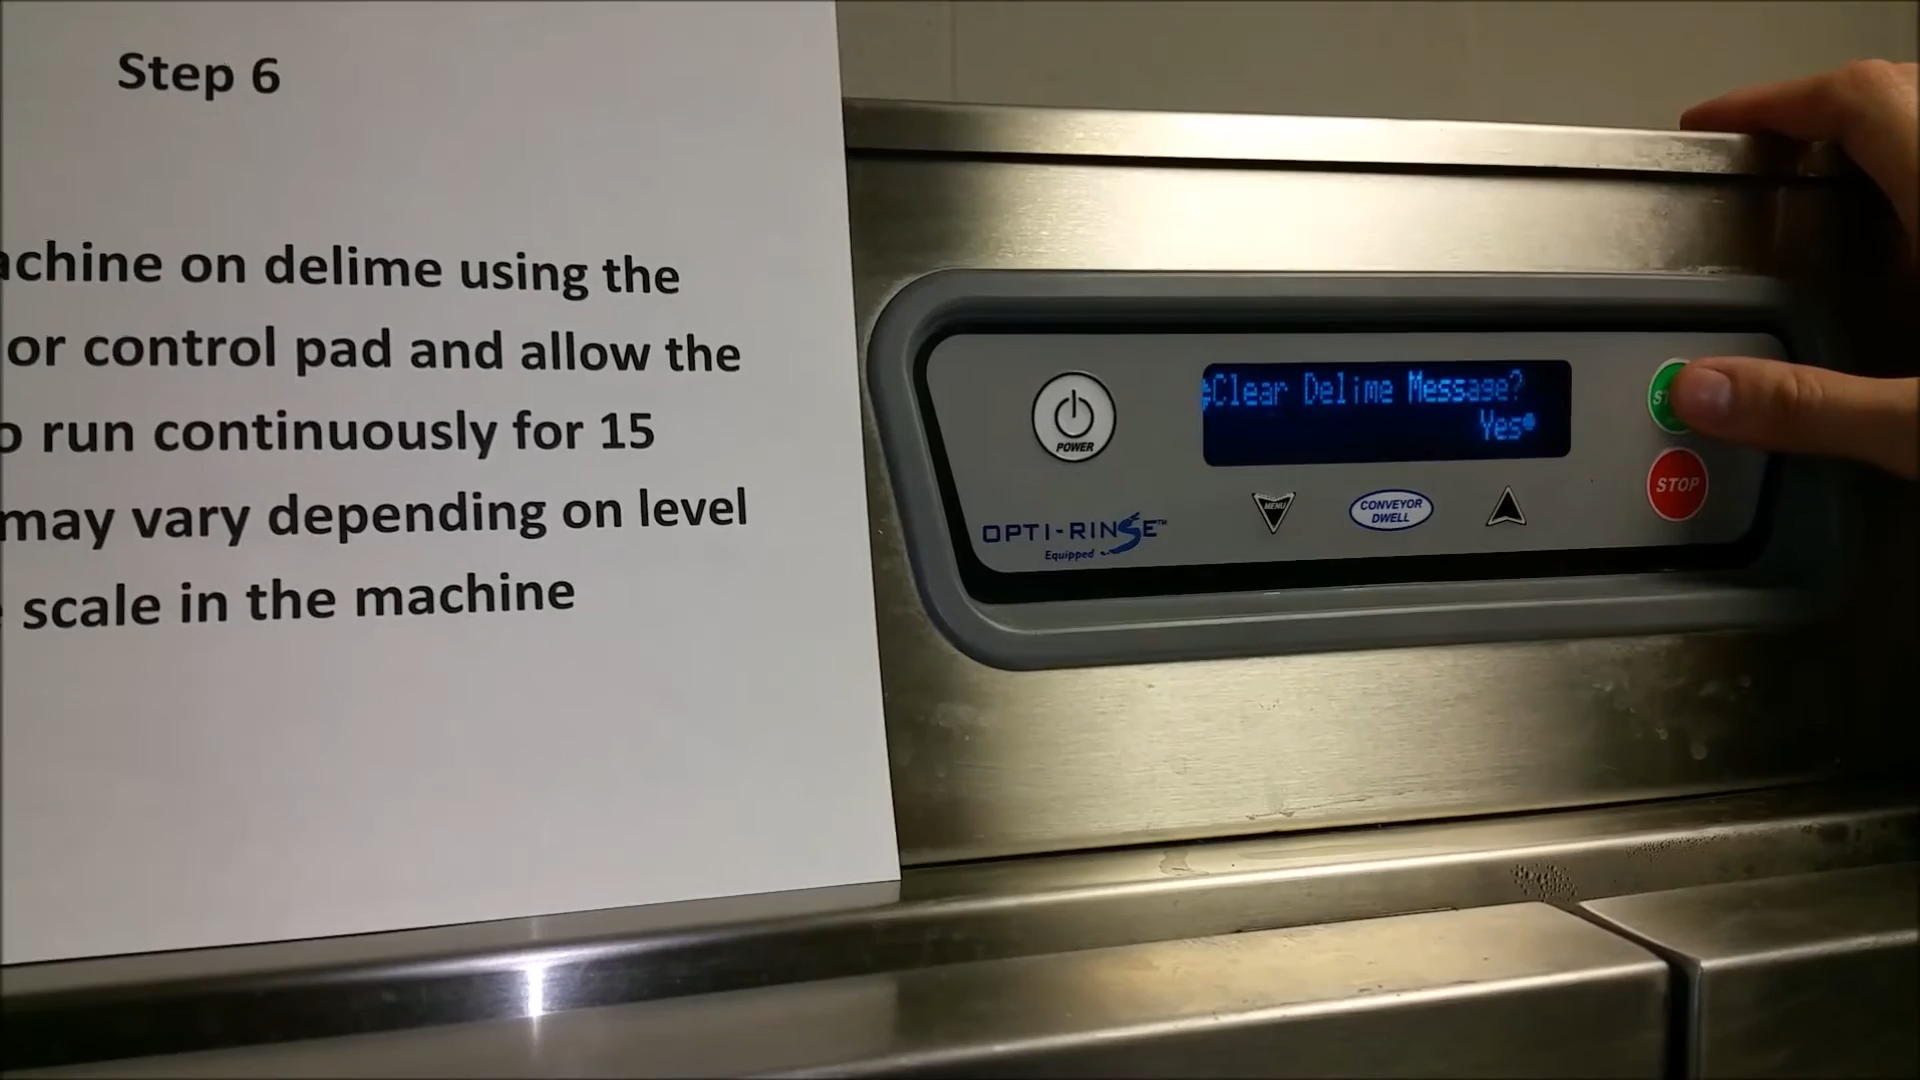 Step 6
achine on delime using the
or control pad and allow the
o run continuously for 15
may vary depending on level
scale in the machine
Clear Delime Message?
Yes
POWER
STOP
MENU
CONVEYOR
DWELL
OPTI-RINSE™
Equipped